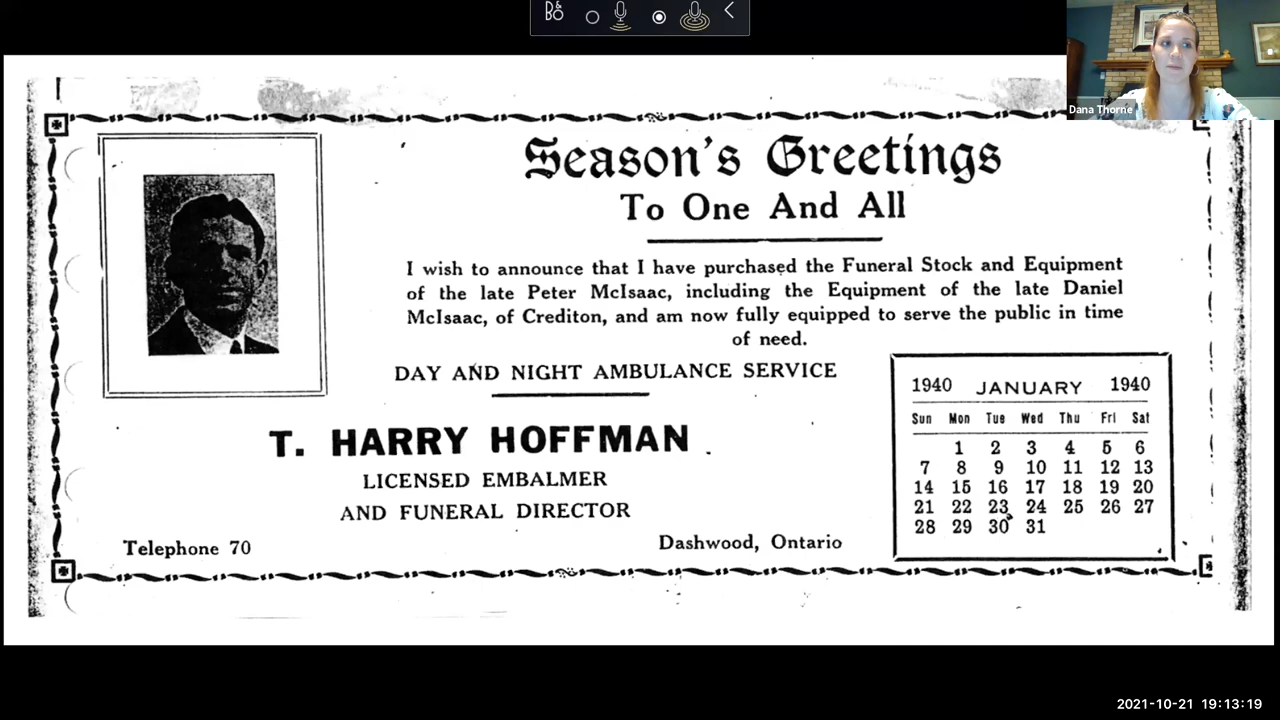 B&O
Dana Thorne
Season's Greetings
To One And All
I wish to announce that I have purchased the Funeral Stock and Equipment
of the late Peter McIsaac, including the Equipment of the late Daniel
McIsaac, of Crediton, and am now fully equipped to serve the public in time
of need.
DAY AND NIGHT AMBULANCE SERVICE
T. HARRY HOFFMAN
LICENSED EMBALMER
AND FUNERAL DIRECTOR
Telephone 70
Dashwood, Ontario
1940 JANUARY 1940
Sun Mon Tue Wed Thu Fri Sat
1 2 3 4 5 6
7 8 9 10 11 12 13
14 15 16 17 18 19 20
21 22 23 24 25 26 27
28 29 30 31
2021-10-21 19:13:19